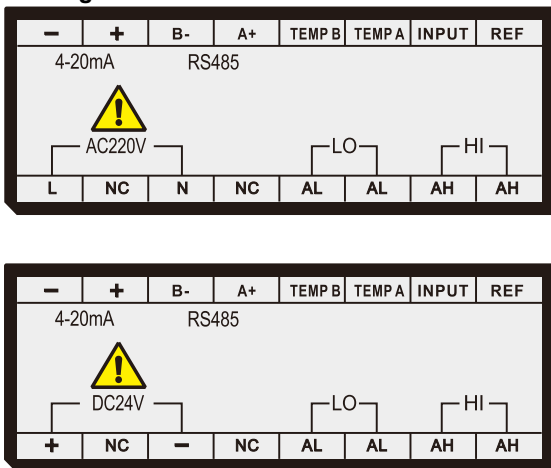 − + B- A+ TEMP B TEMP A INPUT REF
4-20mA RS485
AC220V LO HI
L NC N NC AL AL AH AH
− + B- A+ TEMP B TEMP A INPUT REF
4-20mA RS485
DC24V LO HI
+ NC − NC AL AL AH AH